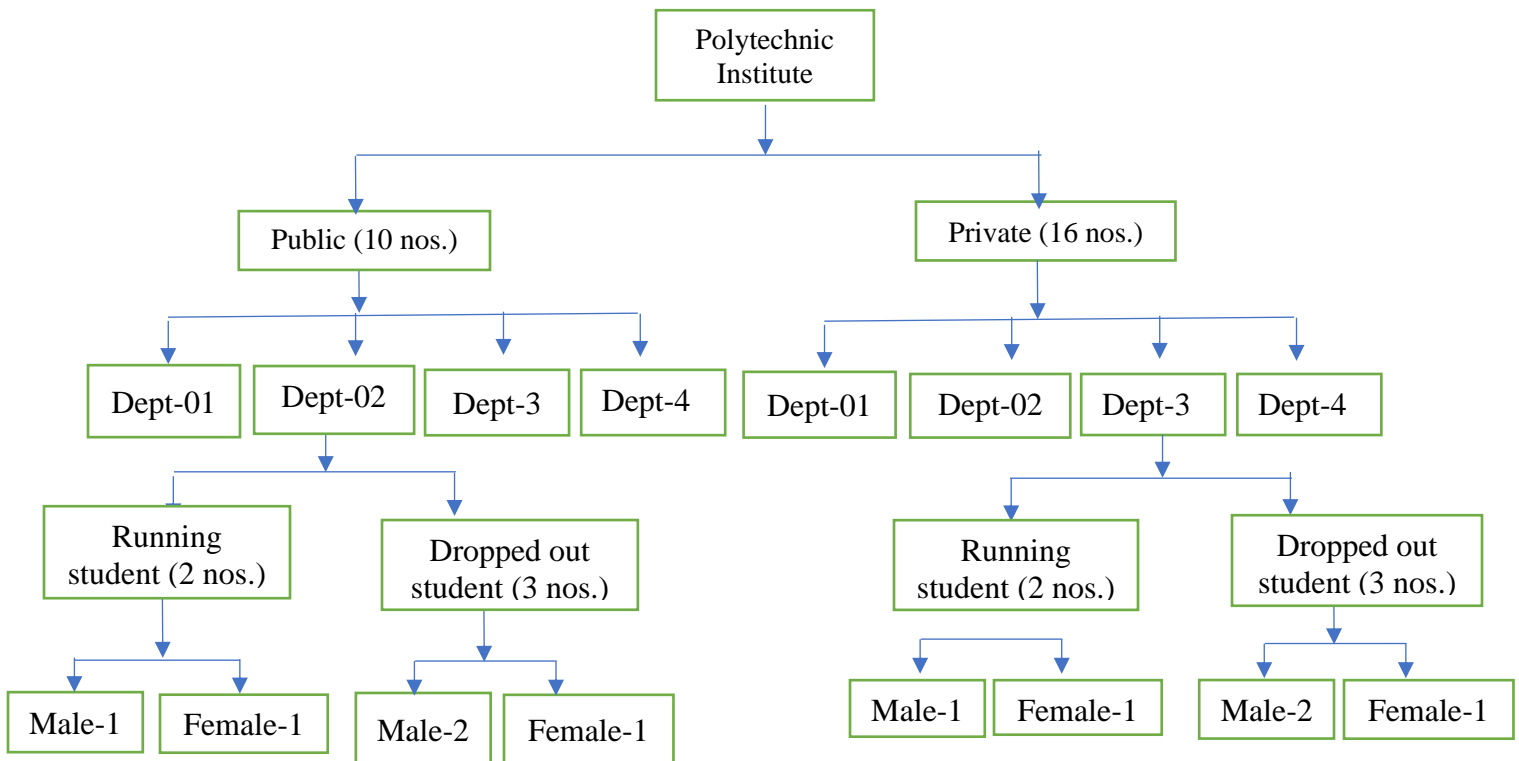 Polytechnic
Institute
Public (10 nos.)
Private (16 nos.)
Dept-01
Dept-02
Dept-3
Dept-4
Dept-01
Dept-02
Dept-3
Dept-4
Running
student (2 nos.)
Dropped out
student (3 nos.)
Running
student (2 nos.)
Dropped out
student (3 nos.)
Male-1
Female-1
Male-2
Female-1
Male-1
Female-1
Male-2
Female-1